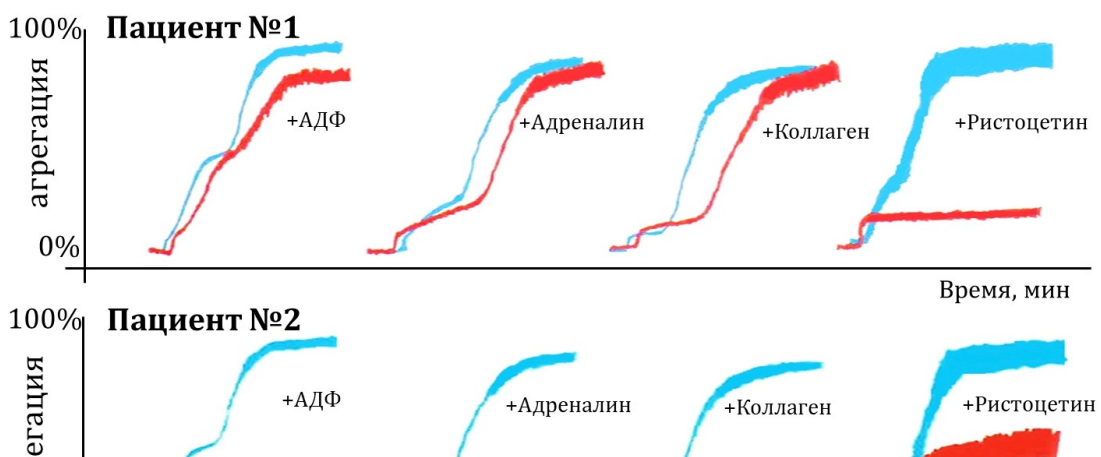 100%
Пациент №1
агрегация
+АДФ
+Адреналин
+Коллаген
+Ристоцетин
0%
Время, мин
100%
Пациент №2
егация
+АДФ
+Адреналин
+Коллаген
+Ристоцетин